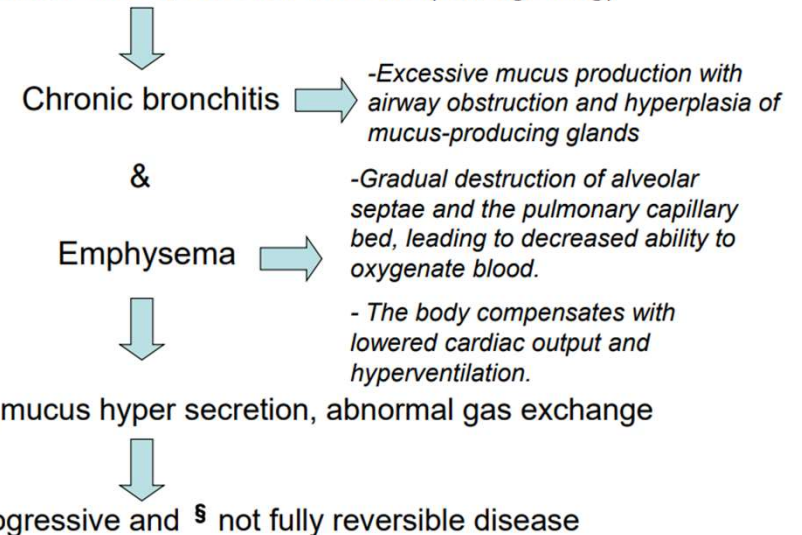 Chronic bronchitis
-Excessive mucus production with
airway obstruction and hyperplasia of
mucus-producing glands
&
-Gradual destruction of alveolar
septae and the pulmonary capillary
bed, leading to decreased ability to
oxygenate blood.
Emphysema
- The body compensates with
lowered cardiac output and
hyperventilation.
mucus hyper secretion, abnormal gas exchange
ogressive and § not fully reversible disease